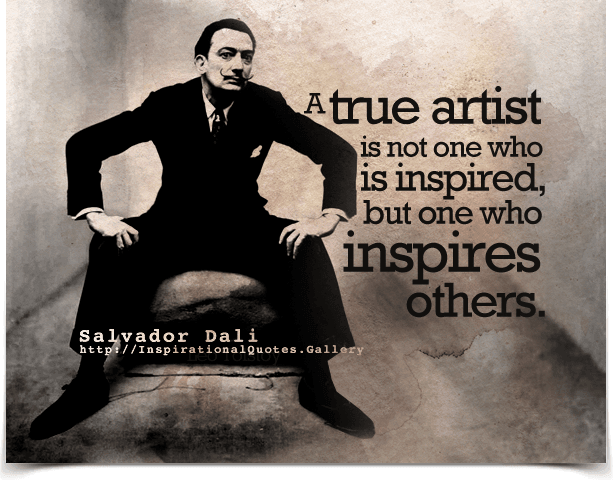 A true artist
is not one who
is inspired,
but one who
inspires
others.
Salvador Dali
http://InspirationalQuotes.Gallery